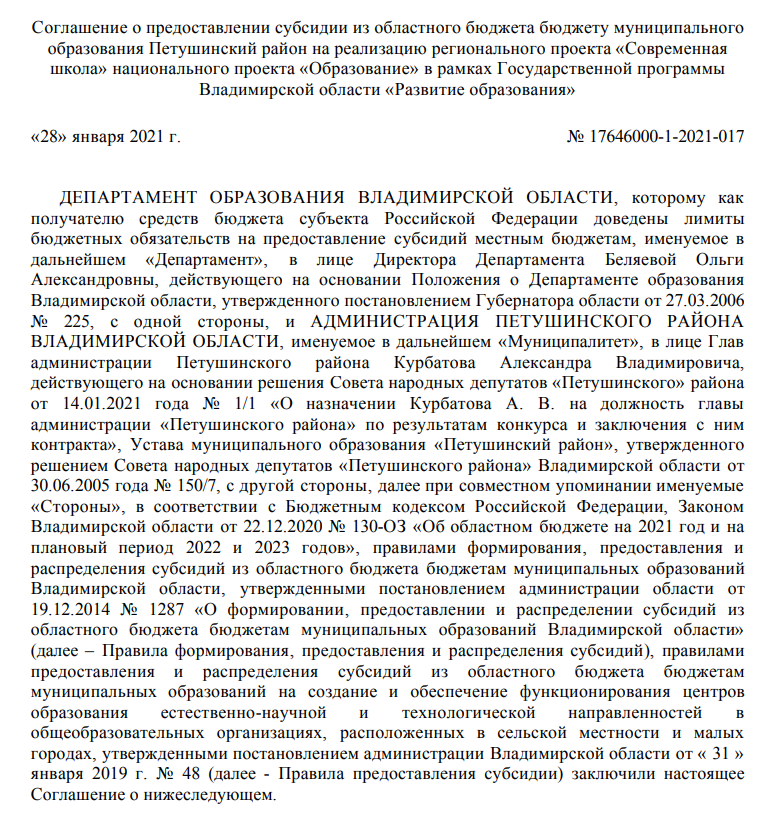 Соглашение о предоставлении субсидии из областного бюджета бюджету муниципального
образования Петушинский район на реализацию регионального проекта «Современная
школа» национального проекта «Образование» в рамках Государственной программы
Владимирской области «Развитие образования»
«28» января 2021 г. № 17646000-1-2021-017
ДЕПАРТАМЕНТ ОБРАЗОВАНИЯ ВЛАДИМИРСКОЙ ОБЛАСТИ, которому как
получателю средств бюджета субъекта Российской Федерации доведены лимиты
бюджетных обязательств на предоставление субсидий местным бюджетам, именуемое в
дальнейшем «Департамент», в лице Директора Департамента Беляевой Ольги
Александровны, действующего на основании Положения о Департаменте образования
Владимирской области, утвержденного постановлением Губернатора области от 27.03.2006
№ 225, с одной стороны, и АДМИНИСТРАЦИЯ ПЕТУШИНСКОГО РАЙОНА
ВЛАДИМИРСКОЙ ОБЛАСТИ, именуемое в дальнейшем «Муниципалитет», в лице Глав
администрации Петушинского района Курбатова Александра Владимировича,
действующего на основании решения Совета народных депутатов «Петушинского» района
от 14.01.2021 года № 1/1 «О назначении Курбатова А. В. на должность главы
администрации «Петушинского района» по результатам конкурса и заключения с ним
контракта», Устава муниципального образования «Петушинский район», утвержденного
решением Совета народных депутатов «Петушинского района» Владимирской области от
30.06.2005 года № 150/7, с другой стороны, далее при совместном упоминании именуемые
«Стороны», в соответствии с Бюджетным кодексом Российской Федерации, Законом
Владимирской области от 22.12.2020 № 130-ОЗ «Об областном бюджете на 2021 год и на
плановый период 2022 и 2023 годов», правилами формирования, предоставления и
распределения субсидий из областного бюджета бюджетам муниципальных образований
Владимирской области, утвержденными постановлением администрации области от
19.12.2014 № 1287 «О формировании, предоставлении и распределении субсидий из
областного бюджета бюджетам муниципальных образований Владимирской области»
(далее – Правила формирования, предоставления и распределения субсидий), правилами
предоставления и распределения субсидий из областного бюджета бюджетам
муниципальных образований на создание и обеспечение функционирования центров
образования естественно-научной и технологической направленностей в
общеобразовательных организациях, расположенных в сельской местности и малых
городах, утвержденными постановлением администрации Владимирской области от « 31 »
января 2019 г. № 48 (далее - Правила предоставления субсидии) заключили настоящее
Соглашение о нижеследующем.